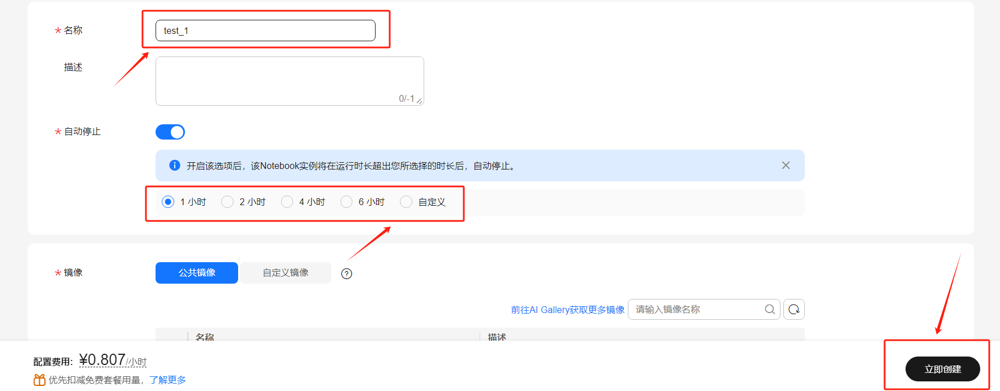 * 名称
test_1
描述
0/-1
* 自动停止
开启该选项后，该Notebook实例将在运行时长超出您所选择的时长后，自动停止。
1 小时 2 小时 4 小时 6 小时 自定义
* 镜像 公共镜像 自定义镜像
前往AI Gallery获取更多镜像 请输入镜像名称
名称 描述
配置费用: ¥0.807/小时
优先扣减免费套餐用量，了解更多
立即创建